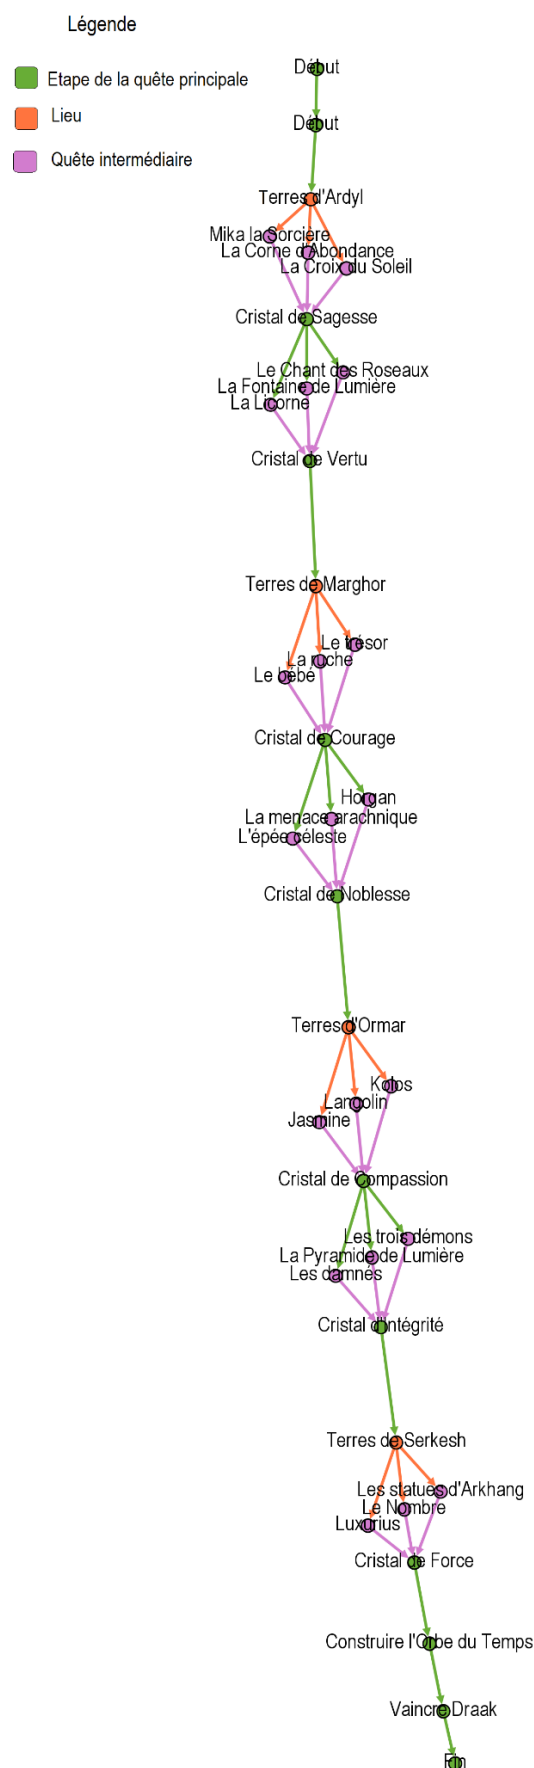 Légende
Etape de la quête principale
Lieu
Quête intermédiaire
Début
Début
Terres d'Ardyl
Mika la Sorcière
La Corne d'Abondance
La Croix du Soleil
Cristal de Sagesse
Le Chant des Roseaux
La Fontaine de Lumière
La Licorne
Cristal de Vertu
Terres de Marghor
Le trésor
La ruche
Le bébé
Cristal de Courage
Horgan
La menace arachnique
L'épée céleste
Cristal de Noblesse
Terres d'Ormar
Kolos
Langolin
Jasmine
Cristal de Compassion
Les trois démons
La Pyramide de Lumière
Les damnés
Cristal d'Intégrité
Terres de Serkesh
Les statues d'Arkhang
Le Nombre
Luxurius
Cristal de Force
Construire l'Orbe du Temps
Vaincre Draak
Fin